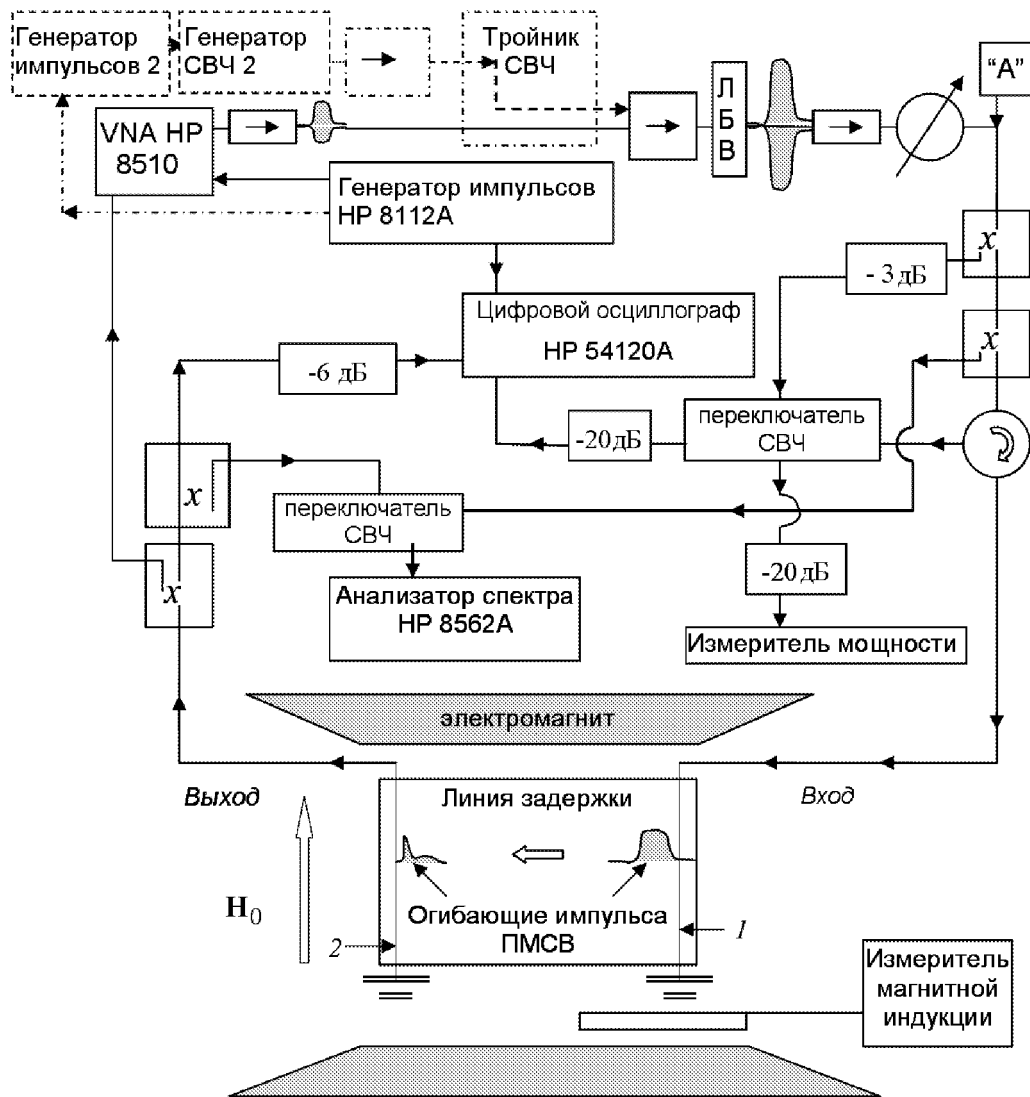 Генератор
импульсов 2
Генератор
СВЧ 2
Тройник
СВЧ
"А"
VNA HP
8510
Л
Б
В
Генератор импульсов
HP 8112A
x
- 3 дБ
Цифровой осциллограф
HP 54120A
x
-6 дБ
-20 дБ
переключатель
СВЧ
x
переключатель
СВЧ
x
-20 дБ
Анализатор спектра
HP 8562A
Измеритель мощности
электромагнит
Выход
Линия задержки
Вход
H0
Огибающие импульса
ПМСВ
1
2
Измеритель
магнитной
индукции